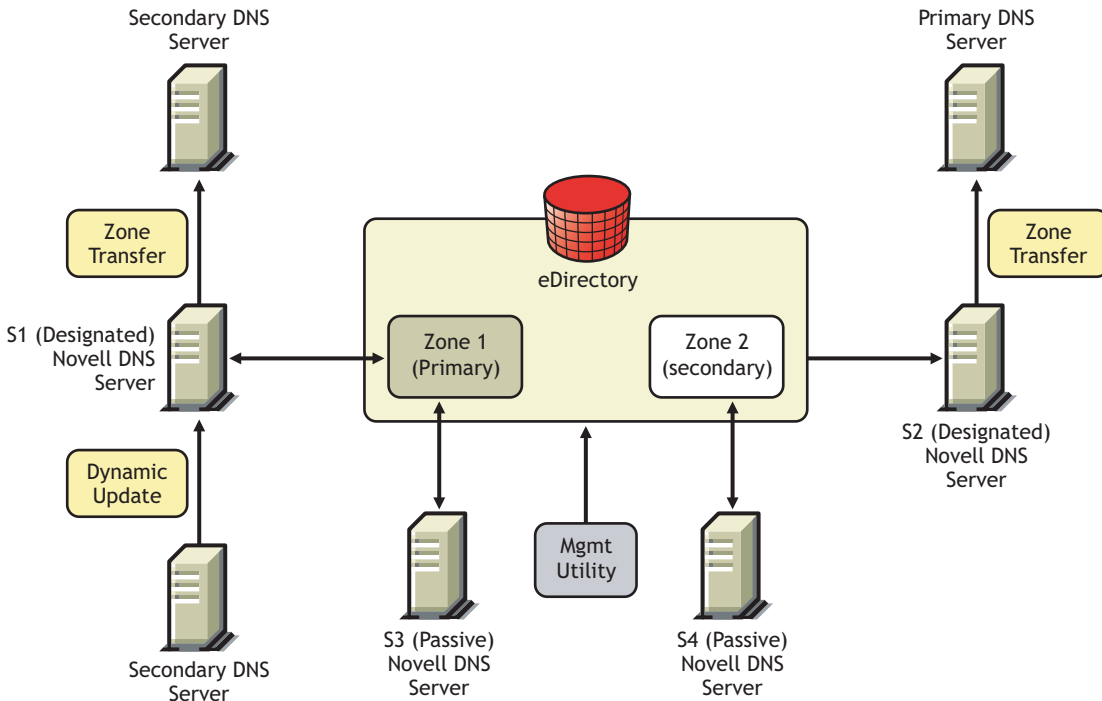 Secondary DNS
Server
Primary DNS
Server
Zone
Transfer
eDirectory
Zone
Transfer
S1 (Designated)
Novell DNS
Server
Zone 1
(Primary)
Zone 2
(secondary)
S2 (Designated)
Novell DNS
Server
Dynamic
Update
Mgmt
Utility
Secondary DNS
Server
S3 (Passive)
Novell DNS
Server
S4 (Passive)
Novell DNS
Server